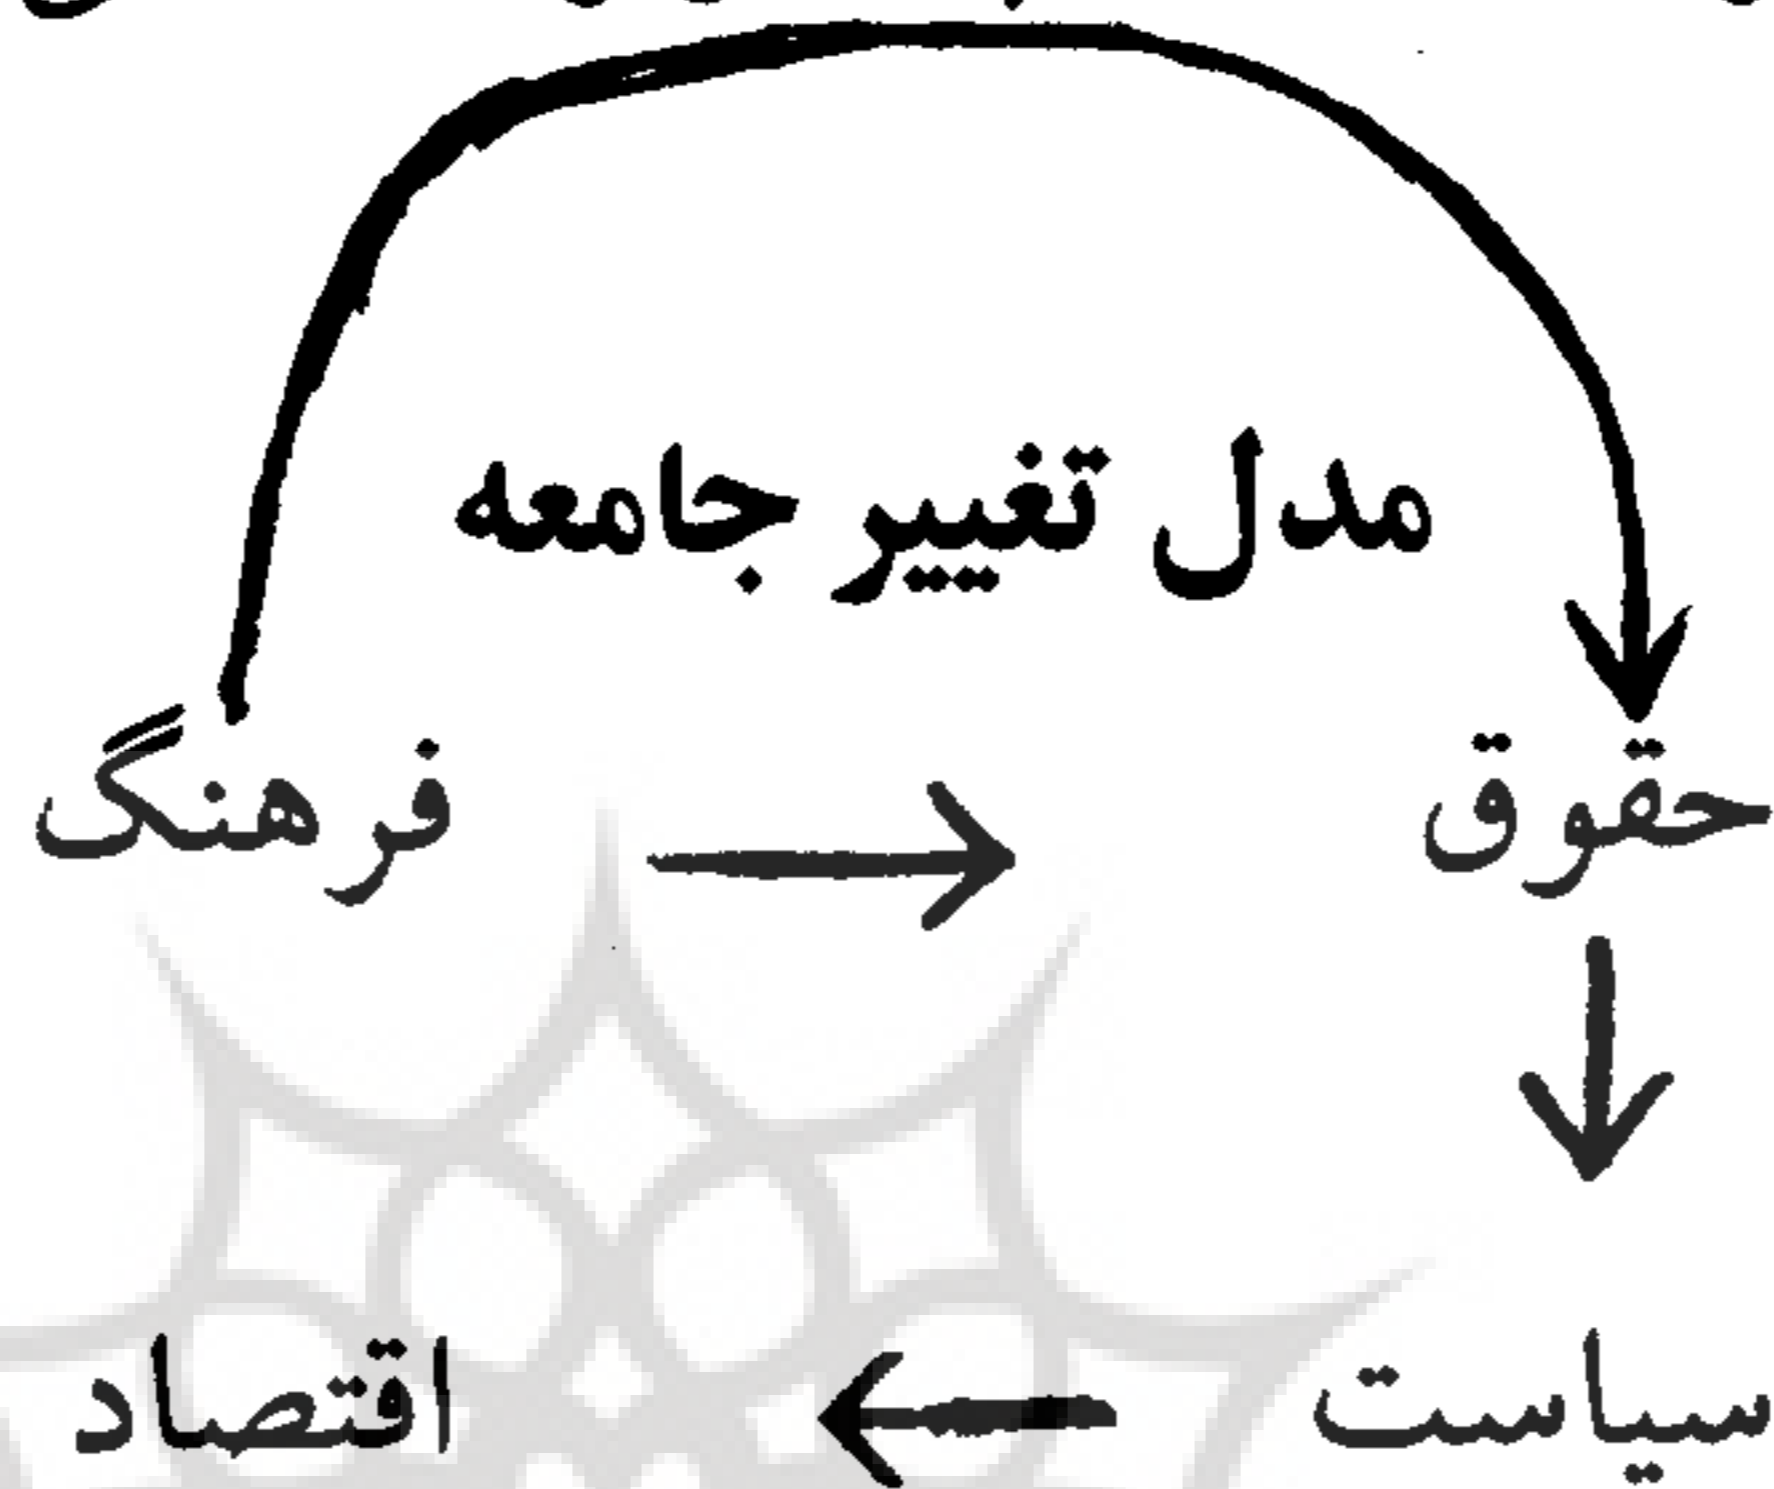 مدل تغییر جامعه
حقوق
فرهنگ
سیاست
اقتصاد